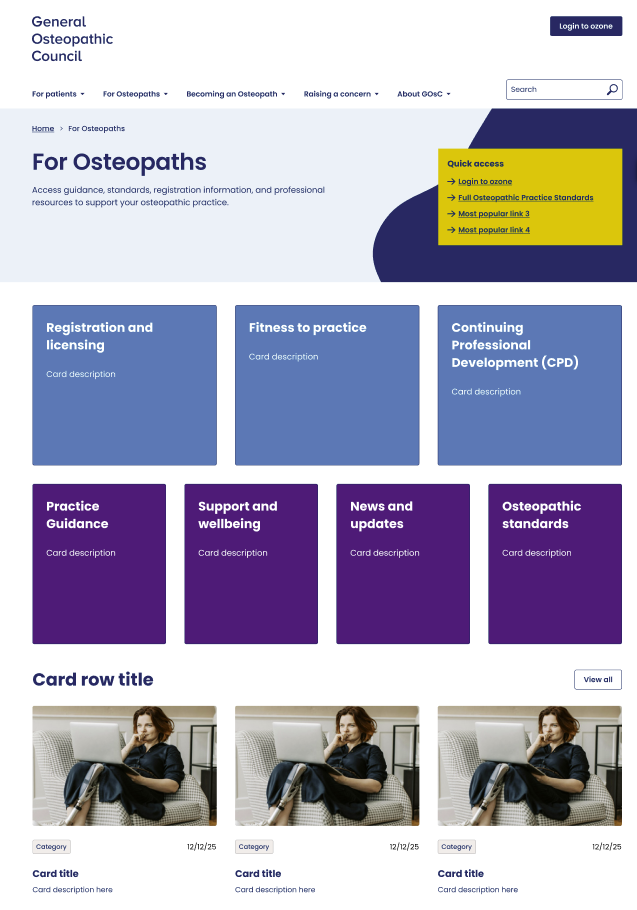 General
Osteopathic
Council
Login to ozone
For patients
For Osteopaths
Becoming an Osteopath
Raising a concern
About GOsC
Search
Home > For Osteopaths
For Osteopaths
Access guidance, standards, registration information, and professional
resources to support your osteopathic practice.
Quick access
Login to ozone
Full Osteopathic Practice Standards
Most popular link 3
Most popular link 4
Registration and
licensing
Card description
Fitness to practice
Card description
Continuing
Professional
Development (CPD)
Card description
Practice
Guidance
Card description
Support and
wellbeing
Card description
News and
updates
Card description
Osteopathic
standards
Card description
Card row title
View all
Category
12/12/25
Card title
Card description here
Category
12/12/25
Card title
Card description here
Category
12/12/25
Card title
Card description here